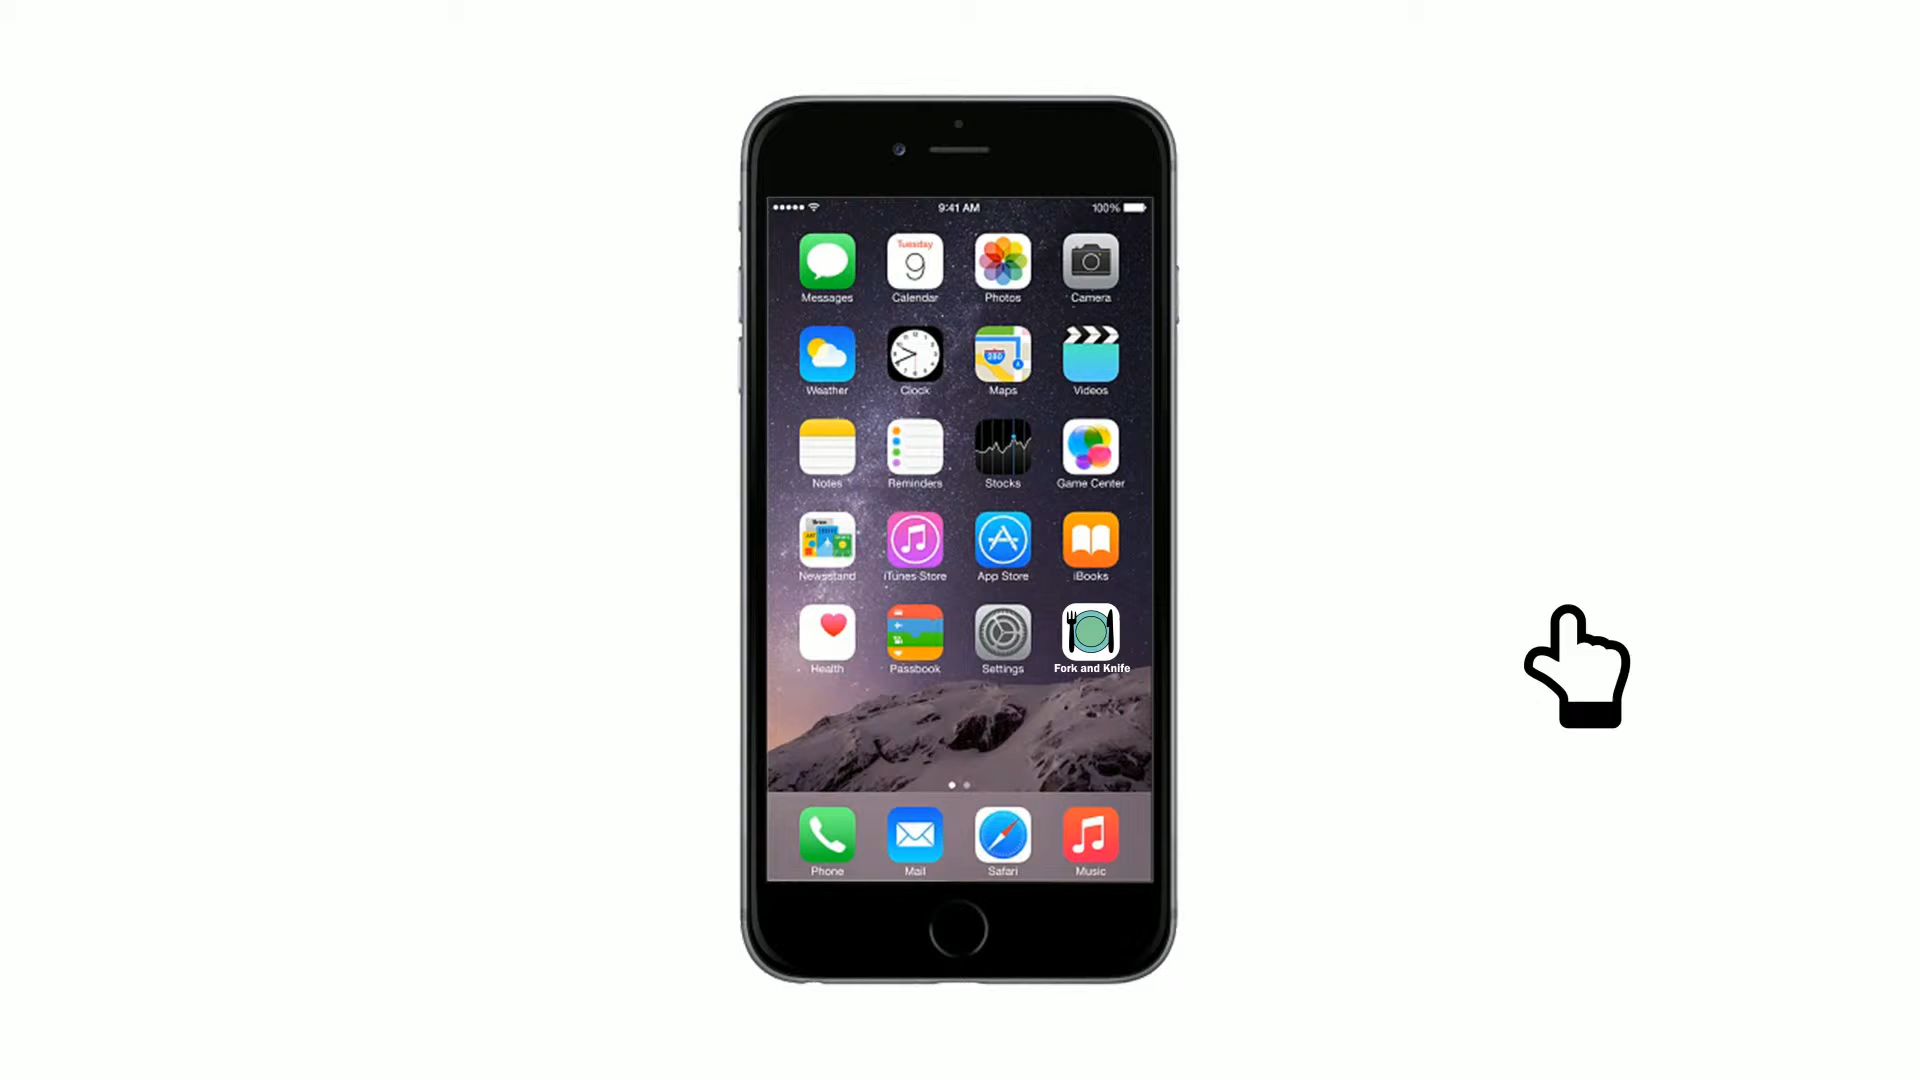 9:41 AM 100%
Tuesday
9
Messages Calendar Photos Camera
280
Weather Clock Maps Videos
Notes Reminders Stocks Game Center
Newsstand iTunes Store App Store iBooks
Health Passbook Settings Fork and Knife
Phone Mail Safari Music